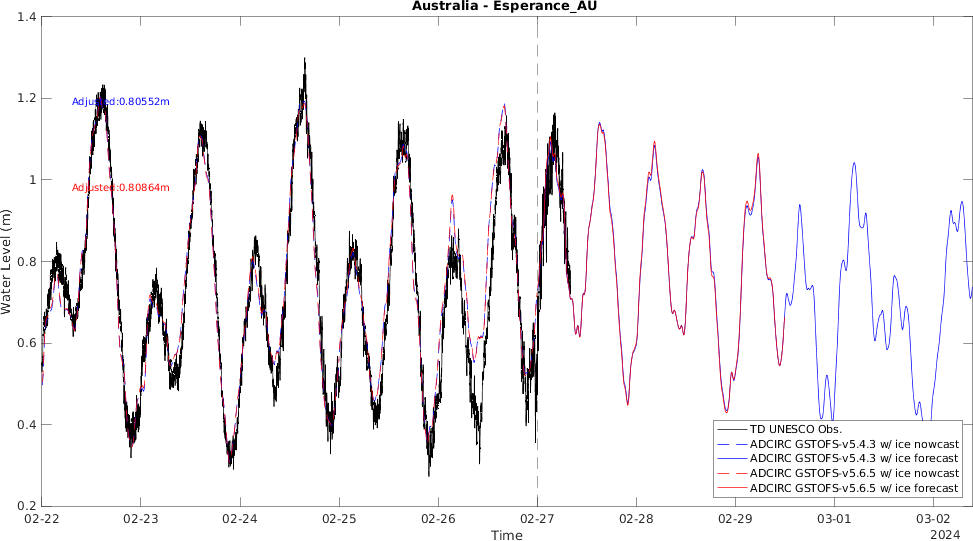 Australia - Esperance_AU
1.4
1.2
1
0.8
0.6
0.4
0.2
Water Level (m)
Adjusted:0.80552m
Adjusted:0.80864m
TD UNESCO Obs.
ADCIRC GSTOFS-v5.4.3 w/ ice nowcast
ADCIRC GSTOFS-v5.4.3 w/ ice forecast
ADCIRC GSTOFS-v5.6.5 w/ ice nowcast
ADCIRC GSTOFS-v5.6.5 w/ ice forecast
02-22 02-23 02-24 02-25 02-26 02-27 02-28 02-29 03-01 03-02
Time
2024